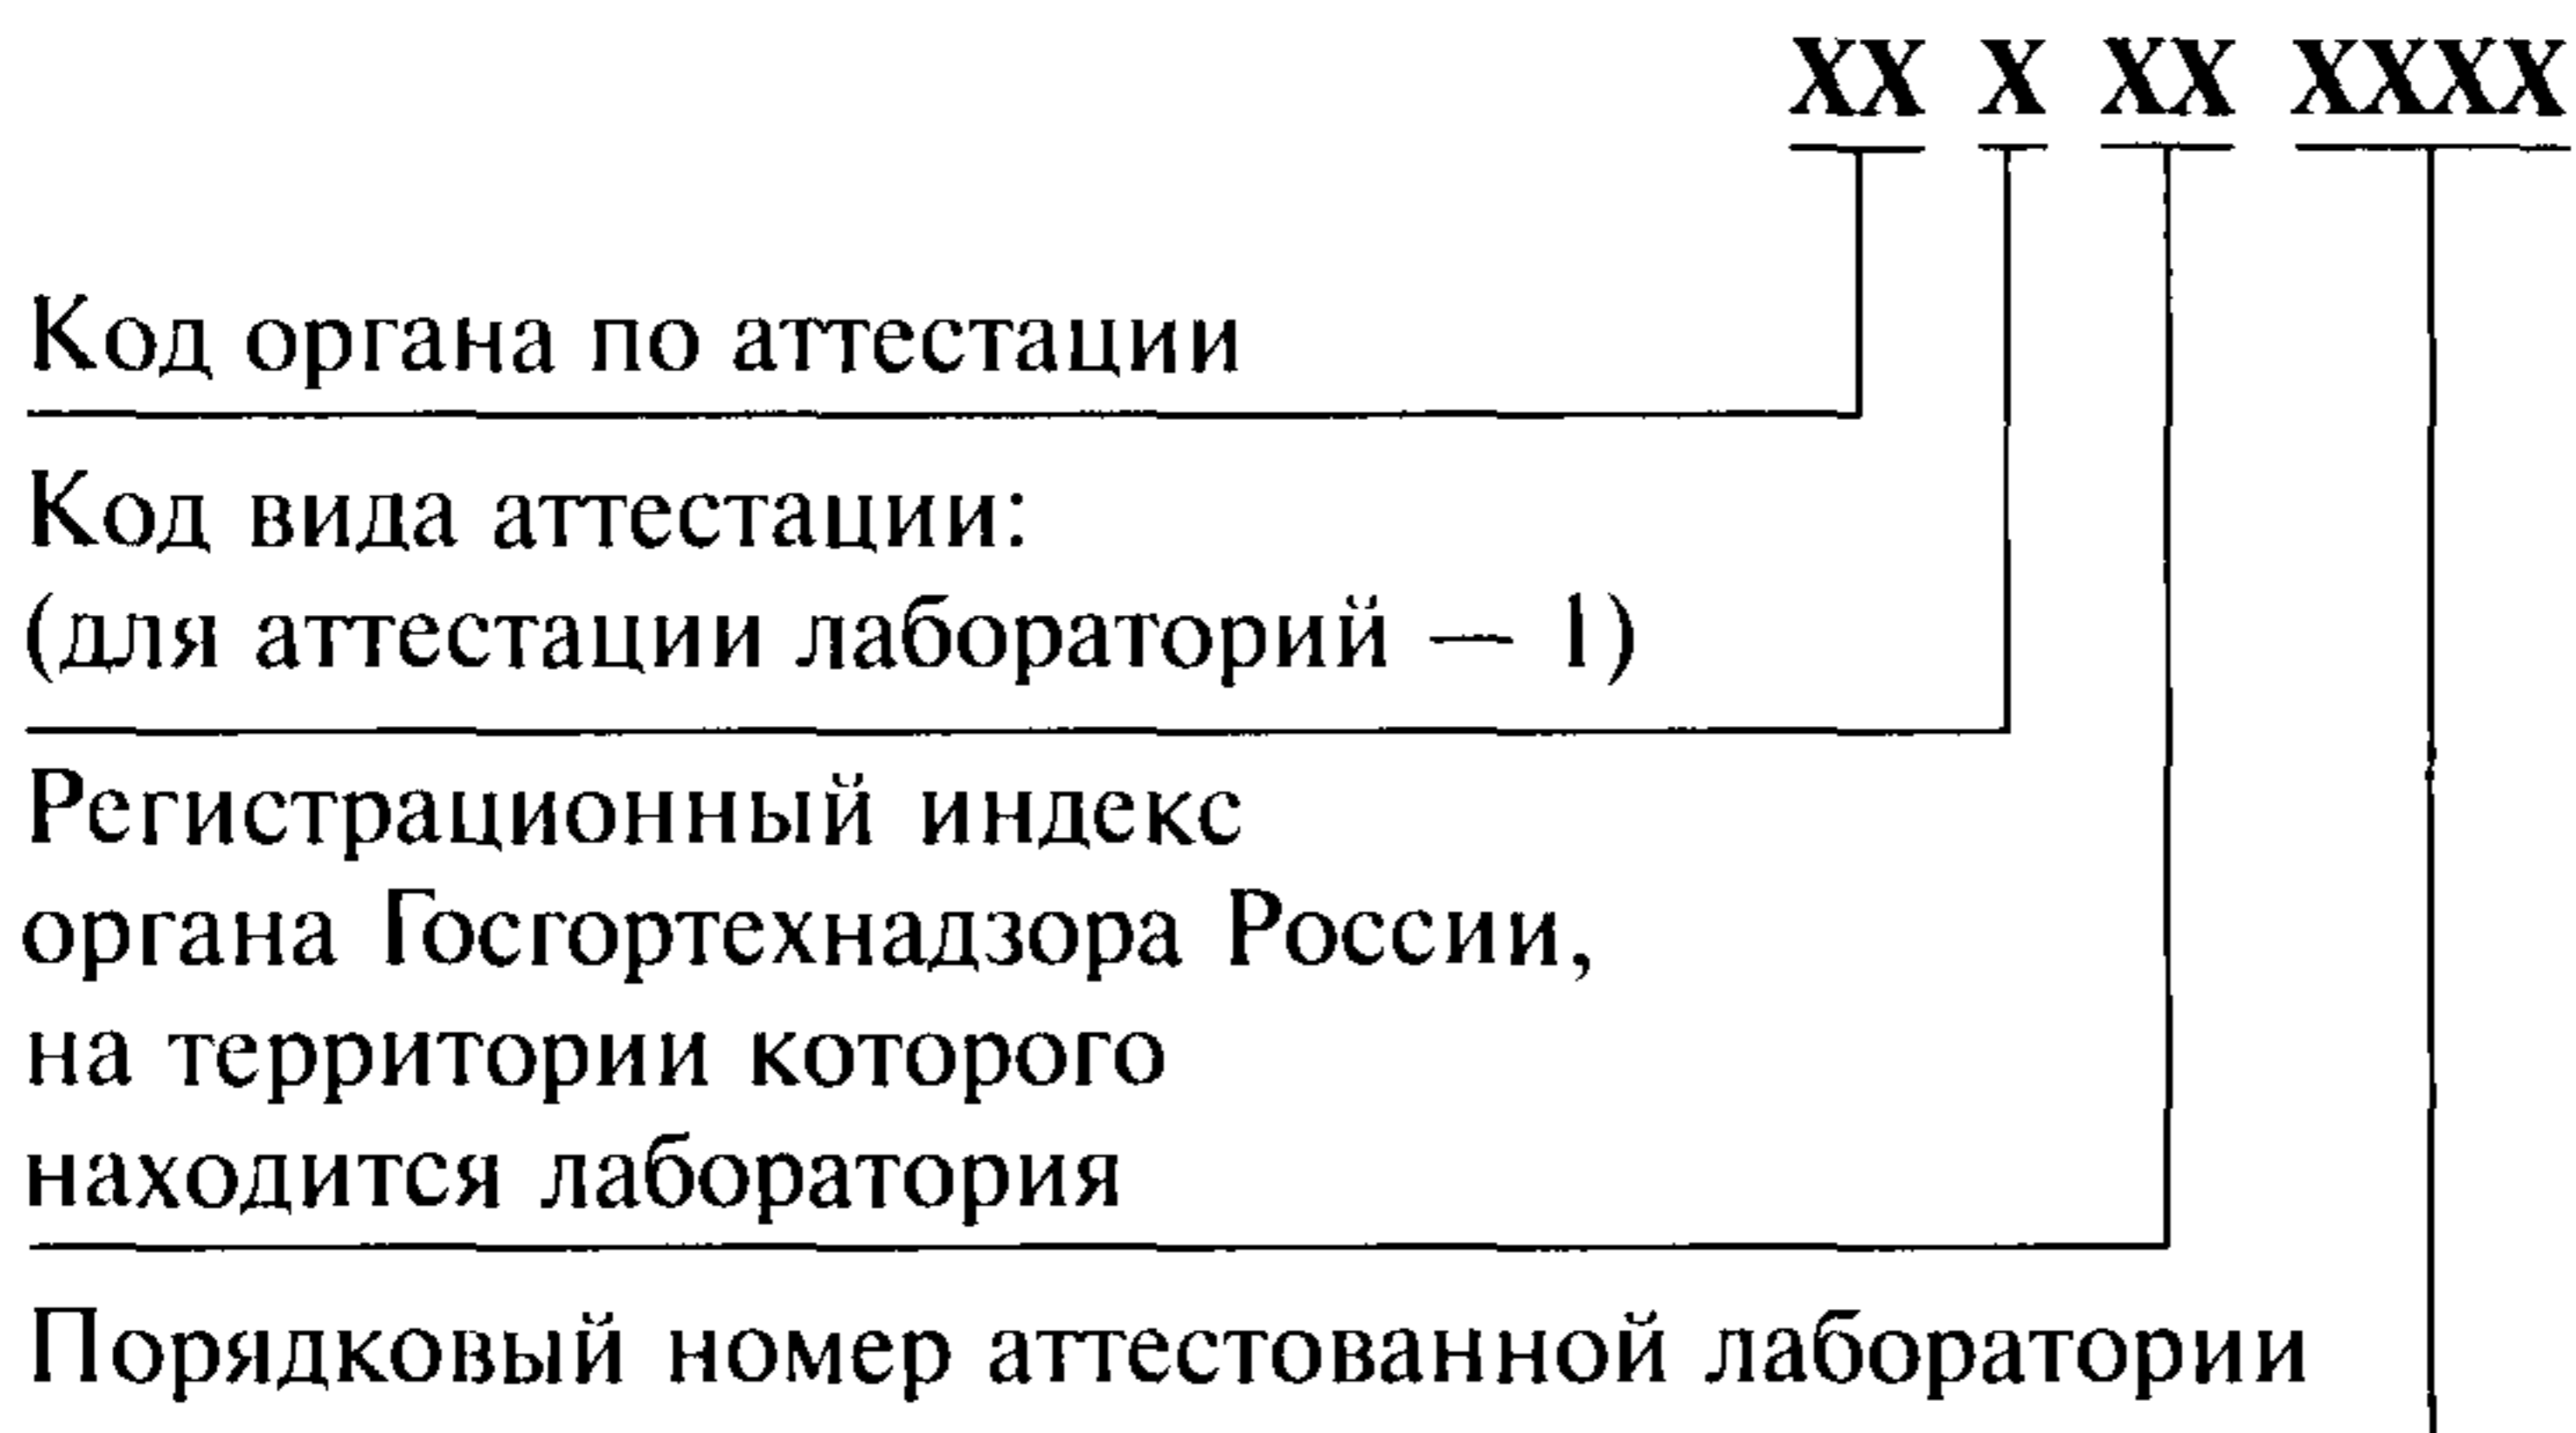 XX X XX XXXX
Код органа по аттестации
Код вида аттестации:
(для аттестации лабораторий — 1)
Регистрационный индекс
органа Госгортехнадзора России,
на территории которого
находится лаборатория
Порядковый номер аттестованной лаборатории